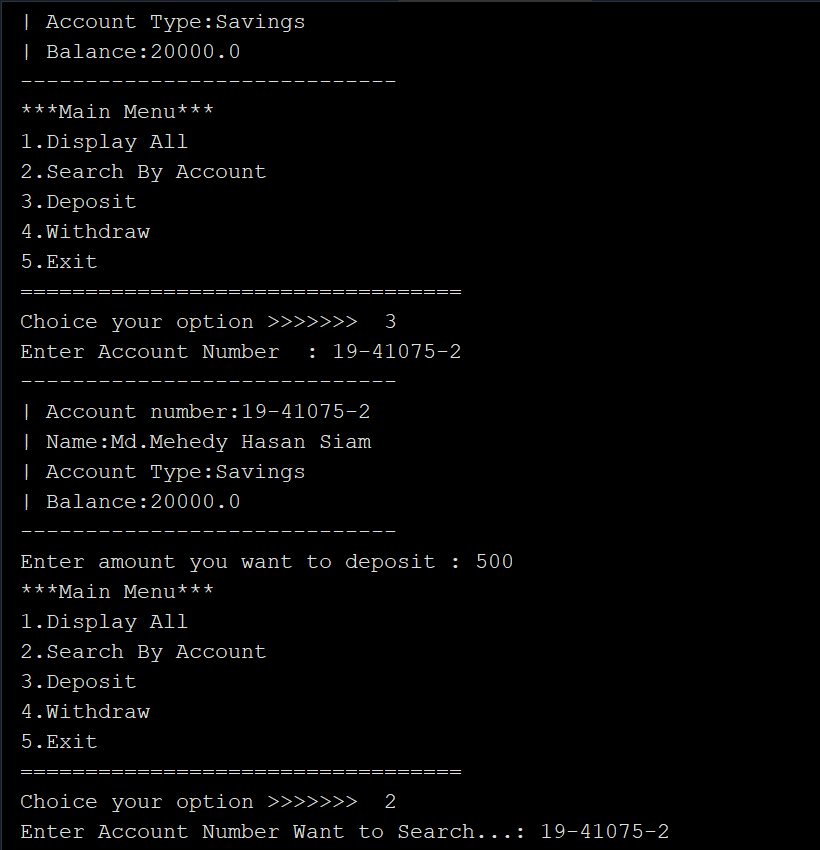 | Account Type:Savings
| Balance:20000.0
-----------------------------
***Main Menu***
1.Display All
2.Search By Account
3.Deposit
4.Withdraw
5.Exit
==================================
Choice your option >>>>>>>  3
Enter Account Number  : 19-41075-2
-----------------------------
| Account number:19-41075-2
| Name:Md.Mehedy Hasan Siam
| Account Type:Savings
| Balance:20000.0
-----------------------------
Enter amount you want to deposit : 500
***Main Menu***
1.Display All
2.Search By Account
3.Deposit
4.Withdraw
5.Exit
==================================
Choice your option >>>>>>>  2
Enter Account Number Want to Search...: 19-41075-2